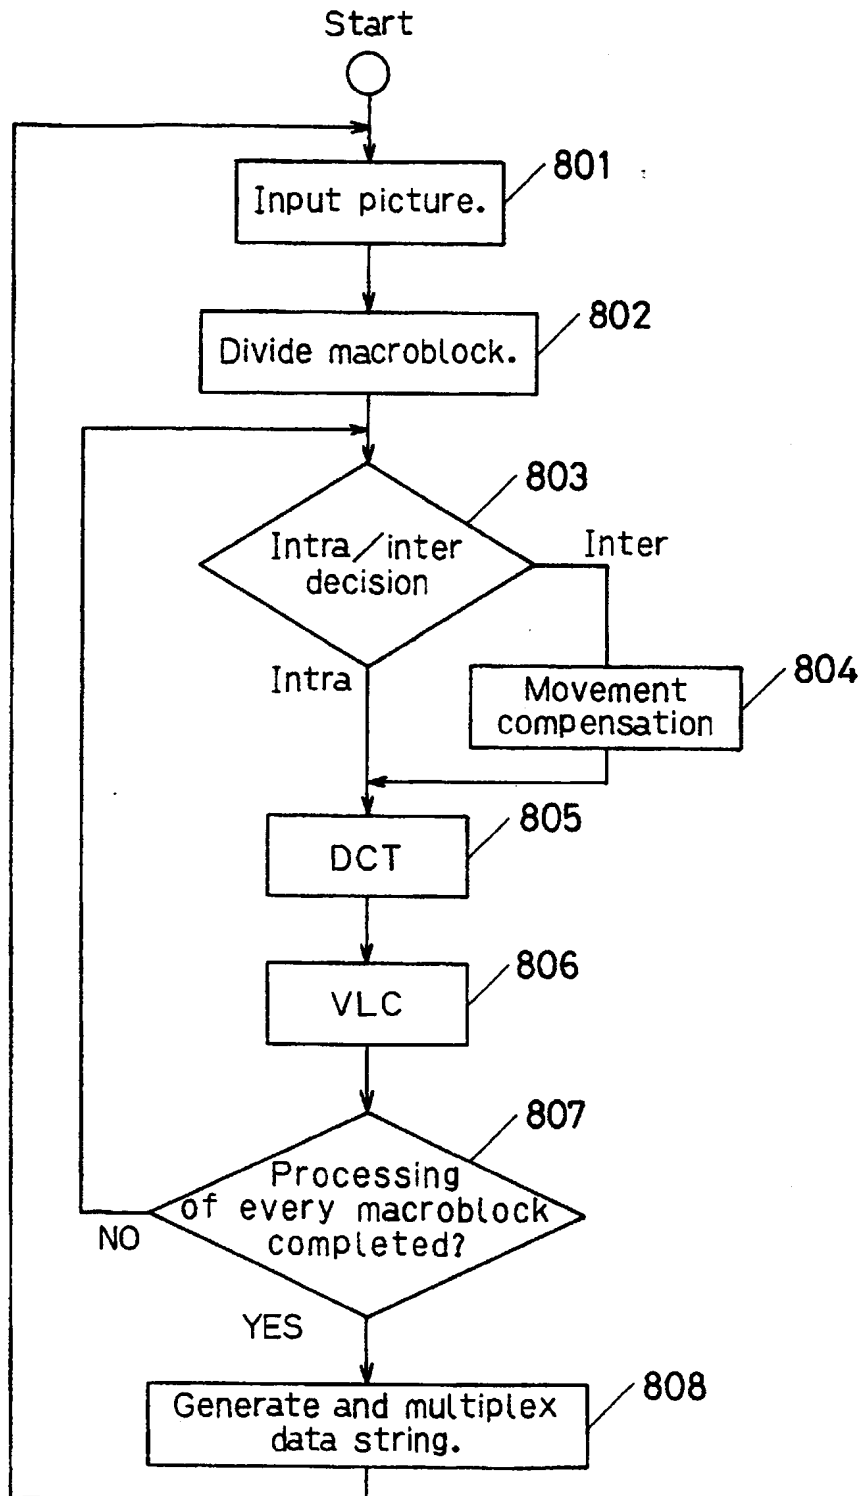 Start
801
Input picture.
802
Divide macroblock.
803
Intra/inter
decision
Inter
Intra
804
Movement
compensation
805
DCT
806
VLC
807
Processing
of every macroblock
completed?
NO
YES
808
Generate and multiplex
data string.